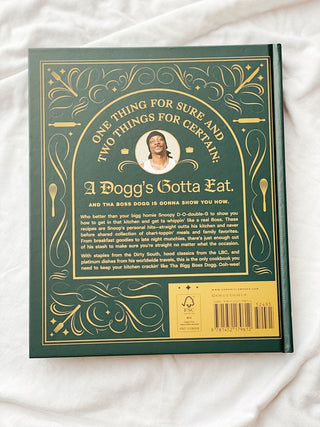 ONE THING FOR SURE AND
TWO THINGS FOR CERTAIN:
A Dogg's Gotta Eat.
AND THA BOSS DOGG IS GONNA SHOW YOU HOW.
Who better than your bigg homie Snoopy D-O-double-G to show you
how to get in that kitchen and get to whippin' like a real Boss. These
recipes are Snoop's personal hits—straight outta his kitchen and never
before shared collection of chart-toppin' meals and family favorites.
From breakfast goodies to late night munchies, there's just enough out
of his stash to make sure you're straight no matter what the occasion.
With staples from the Dirty South, hood classics from the LBC, and
platinum dishes from his worldwide travels, this is the only cookbook you
need to keep your kitchen crackin' like Tha Bigg Boss Dogg. Ooh-wee!
FSC
52495
9 781452 179612